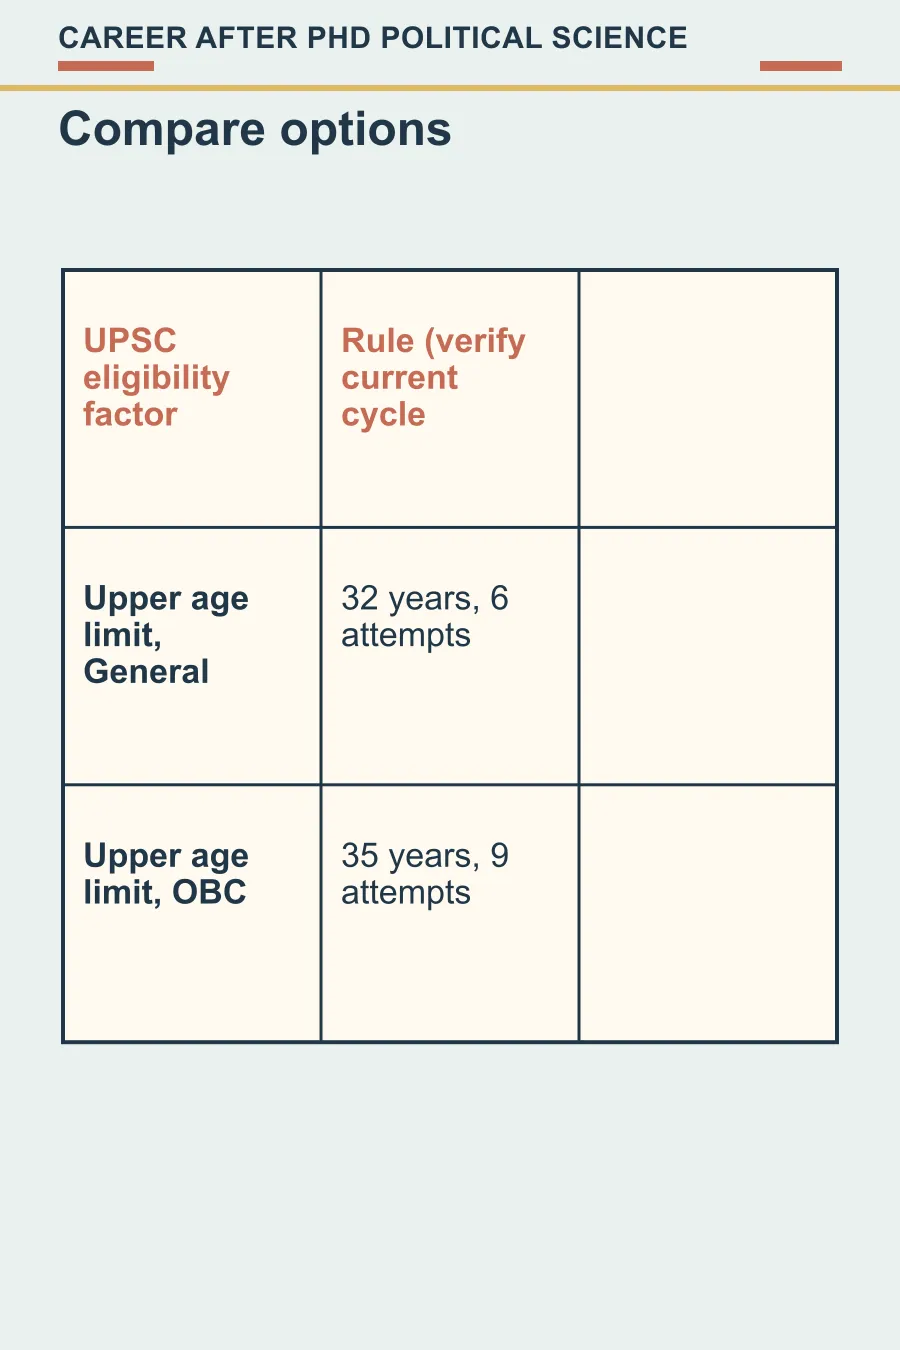 CAREER AFTER PHD POLITICAL SCIENCE
Compare options
UPSC
eligibility
factor
Rule (verify
current
cycle
Upper age
limit,
General
32 years, 6
attempts
Upper age
limit, OBC
35 years, 9
attempts